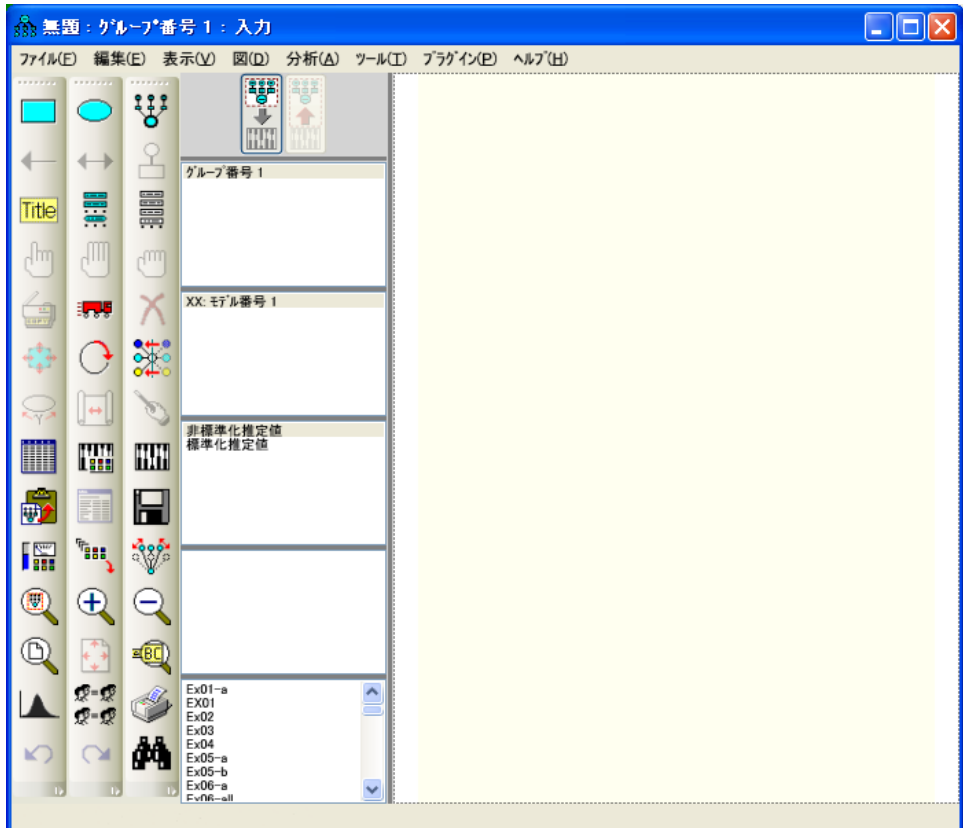 無題 : グループ番号 1 : 入力
ファイル(F) 編集(E) 表示(V) 図(D) 分析(A) ツール(T) プラグイン(P) ヘルプ(H)
Title
グループ番号 1
XX: モデル番号 1
非標準化推定値
標準化推定値
Ex01-a
EX01
Ex02
Ex03
Ex04
Ex05-a
Ex05-b
Ex06-a
Ex06-all